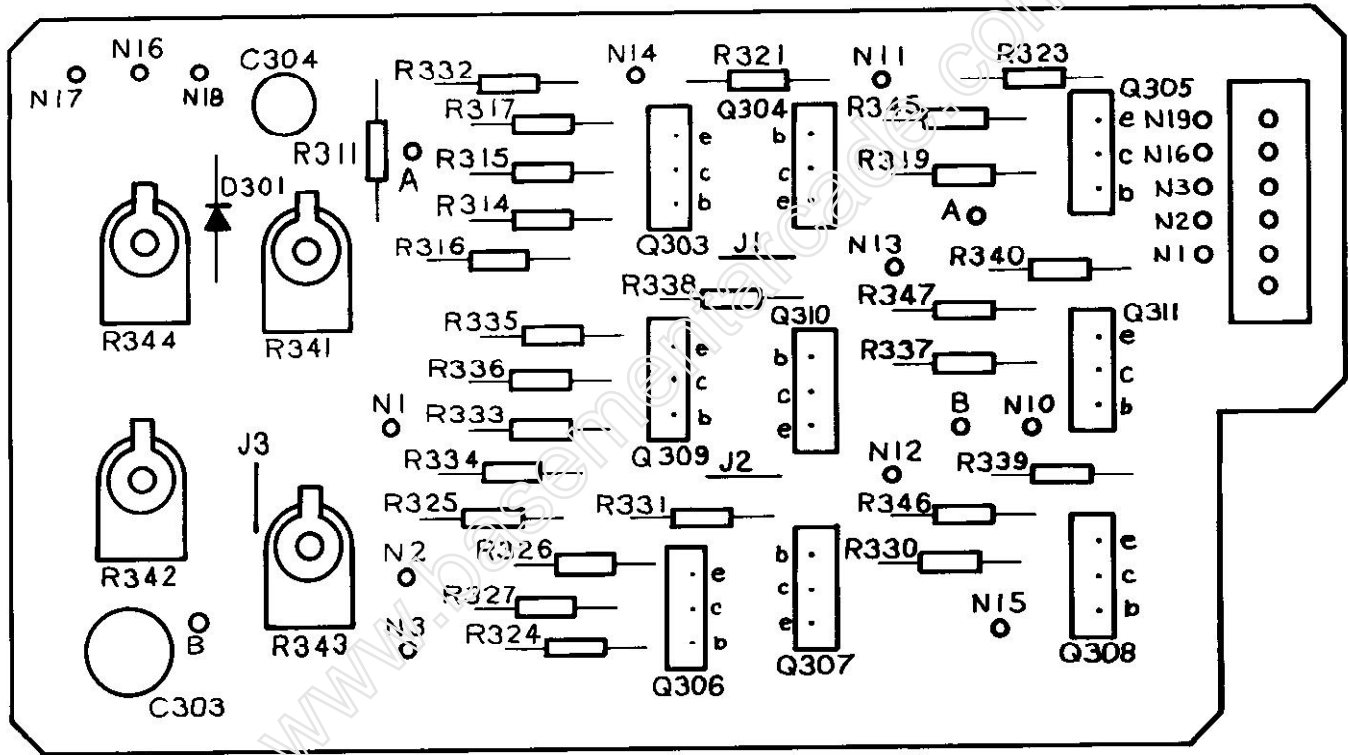 N16
N17
N18
C304
R332
N14
R321
N11
R323
Q305
R317
Q304
R345
e N19
R311
A
R315
e
c
b
b
c
e
R319
c N16
b N3
D301
R314
A
N2
R316
Q303
J1
N13
R340
N1
R344
R341
R338
R347
Q311
R335
Q310
e
c
b
b
c
e
R337
e
c
b
R336
N1
R333
B
N10
J3
R334
Q309
J2
N12
R339
R325
R331
R346
R342
N2
R326
e
c
b
b
c
e
R330
e
c
b
R327
N15
B
R343
N3
R324
Q307
Q308
Q306
C303
www.basementarcade.com